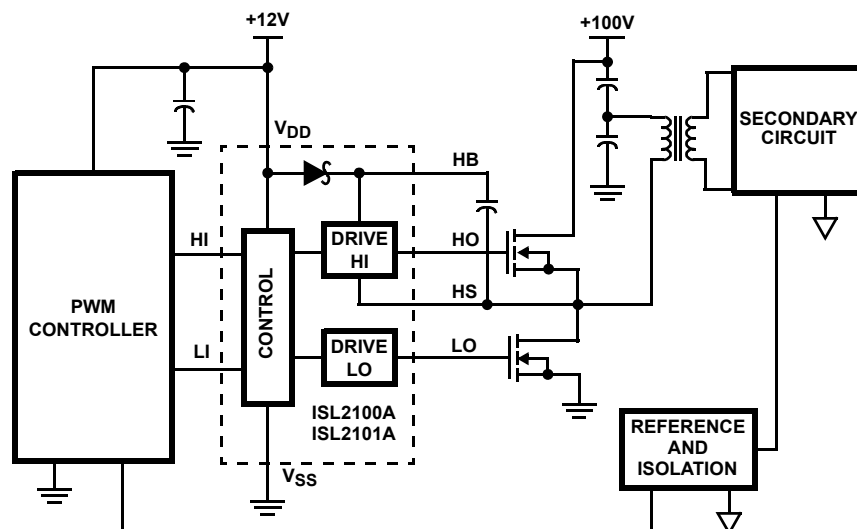 +12V
+100V
SECONDARY
CIRCUIT
VDD
HB
HI
DRIVE
HI
HO
PWM
CONTROLLER
CONTROL
HS
LI
DRIVE
LO
LO
ISL2100A
ISL2101A
REFERENCE
AND
ISOLATION
VSS